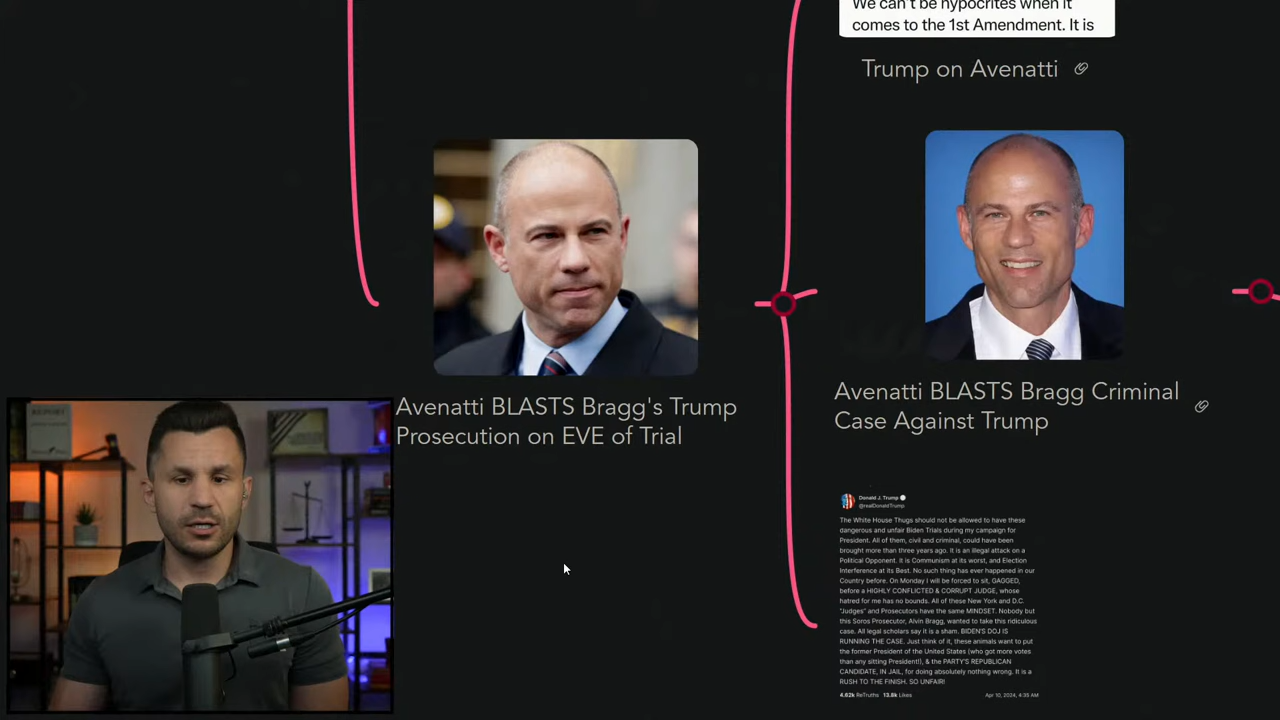 We can't be hypocrites when it
comes to the 1st Amendment. It is
Trump on Avenatti
Avenatti BLASTS Bragg's Trump
Prosecution on EVE of Trial
Avenatti BLASTS Bragg Criminal
Case Against Trump
Donald J. Trump
@realDonaldTrump
The White House Thugs should not be allowed to have these
dangerous and unfair Biden Trials during my campaign for
President. All of them, civil and criminal, could have been
brought more than three years ago. It is an illegal attack on a
Political Opponent. It is Communism at its worst, and Election
Interference at its Best. No such thing has ever happened in our
Country before. On Monday I will be forced to sit, GAGGED,
before a HIGHLY CONFLICTED & CORRUPT JUDGE, whose
hatred for me has no bounds. All of these New York and D.C.
"Judges" and Prosecutors have the same MINDSET. Nobody but
this Soros Prosecutor, Alvin Bragg, wanted to take this ridiculous
case. All legal scholars say it is a sham. BIDEN'S DOJ IS
RUNNING THE CASE. Just think of it, these animals want to put
the former President of the United States (who got more votes
than any sitting President!), & the PARTY'S REPUBLICAN
CANDIDATE, IN JAIL, for doing absolutely nothing wrong. It is a
RUSH TO THE FINISH. SO UNFAIR!
4.62k ReTruths 13.8k Likes Apr 10, 2024, 4:35 AM